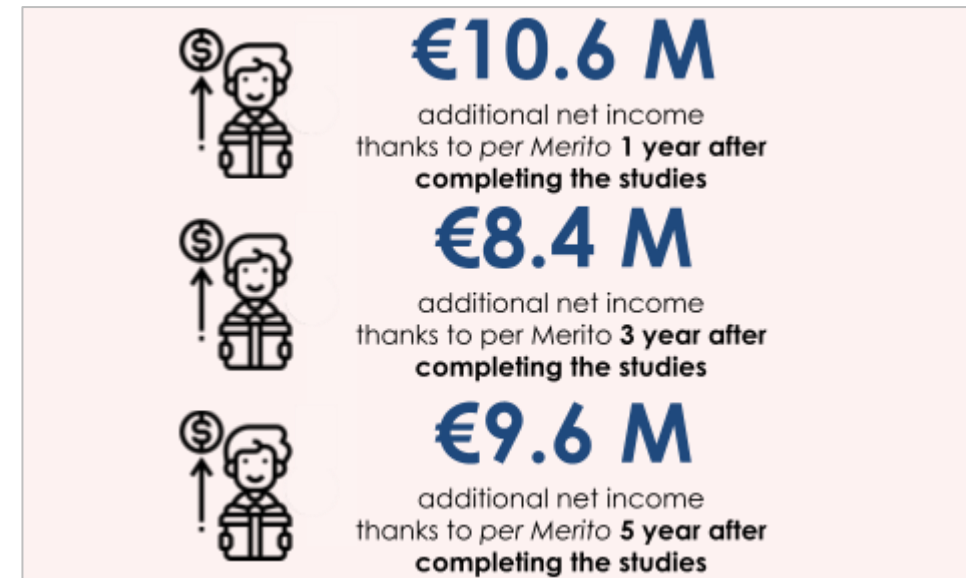 €10.6 M
additional net income
thanks to per Merito 1 year after
completing the studies
€8.4 M
additional net income
thanks to per Merito 3 year after
completing the studies
€9.6 M
additional net income
thanks to per Merito 5 year after
completing the studies